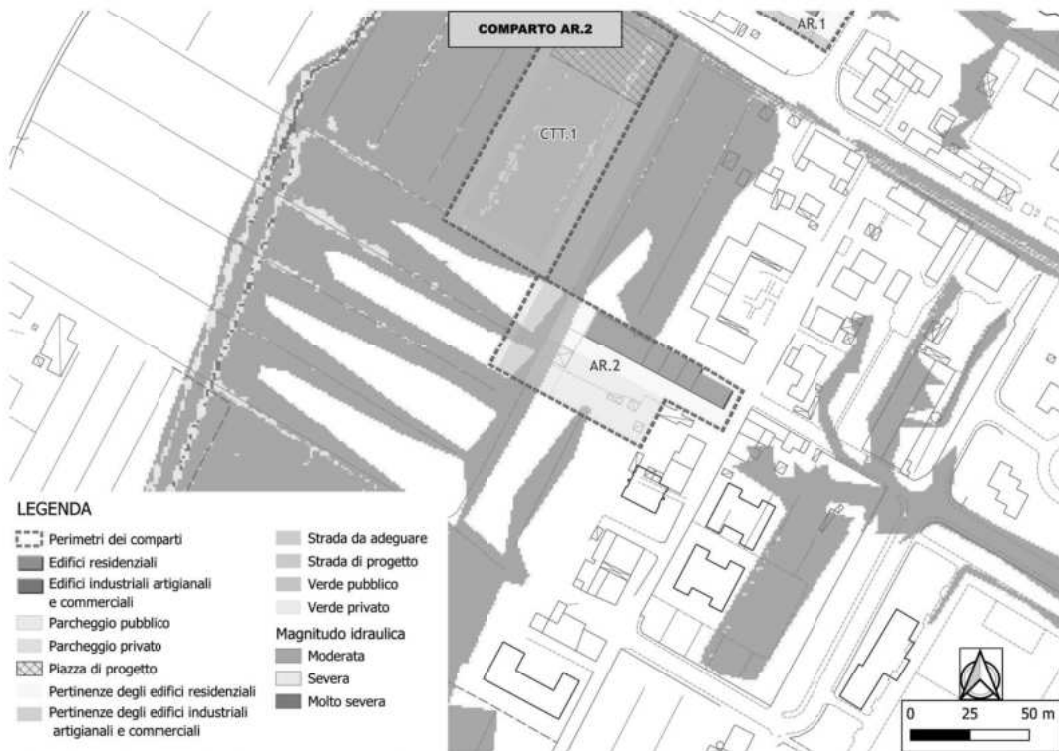 COMPARTO AR.2
AR.1
CTT.1
AR.2
LEGENDA
Perimetri dei comparti
Edifici residenziali
Edifici industriali artigianali
e commerciali
Parcheggio pubblico
Parcheggio privato
Piazza di progetto
Pertinenze degli edifici residenziali
Pertinenze degli edifici industriali
artigianali e commerciali
Strada da adeguare
Strada di progetto
Verde pubblico
Verde privato
Magnitudo idraulica
Moderata
Severa
Molto severa
0 25 50 m